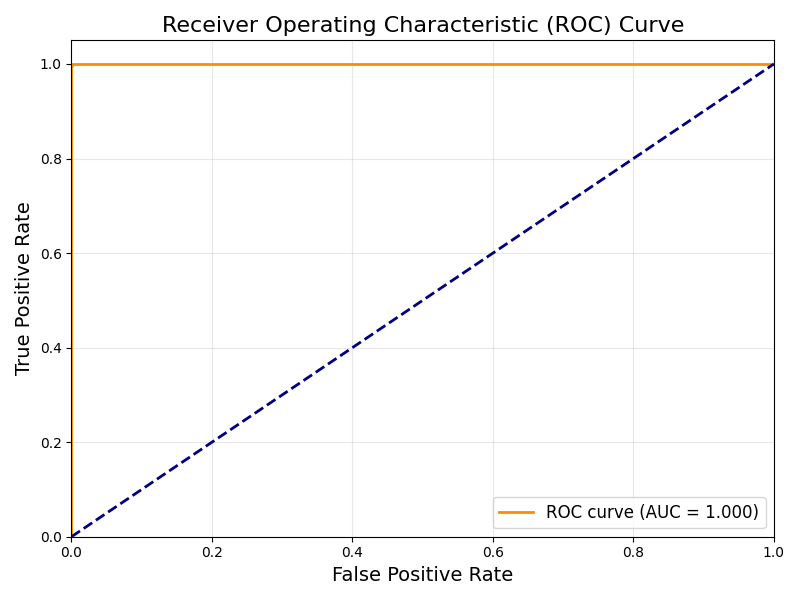 Receiver Operating Characteristic (ROC) Curve
True Positive Rate
1.0
0.8
0.6
0.4
0.2
0.0
0.0 0.2 0.4 0.6 0.8 1.0
False Positive Rate
ROC curve (AUC = 1.000)